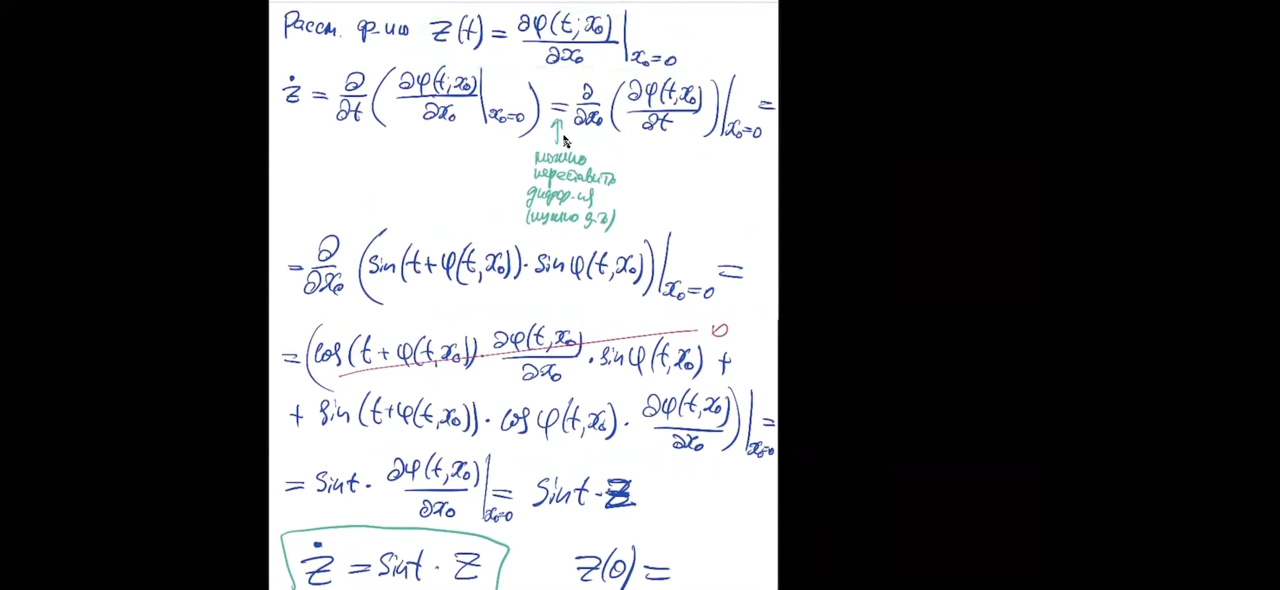 Рассм. ф-ию Z(t) = ∂φ(t; x₀)/∂x₀ |x₀=0
ż = ∂/∂t (∂φ(t, x₀)/∂x₀ |x₀=0) = ∂/∂x₀ (∂φ(t, x₀)/∂t) |x₀=0 =
↑
можно
переставить
дифф-ия
(нужно д-з)
= ∂/∂x₀ (sin(t+φ(t, x₀))·sin φ(t, x₀)) |x₀=0 =
= (cos(t+φ(t, x₀))·∂φ(t, x₀)/∂x₀ · sin φ(t, x₀) + 0
+ sin(t+φ(t, x₀))·cos φ(t, x₀) · ∂φ(t, x₀)/∂x₀) |x₀=0 =
= sin t · ∂φ(t, x₀)/∂x₀ |x₀=0 = sin t · Z
Ż = sin t · Z Z(0) =